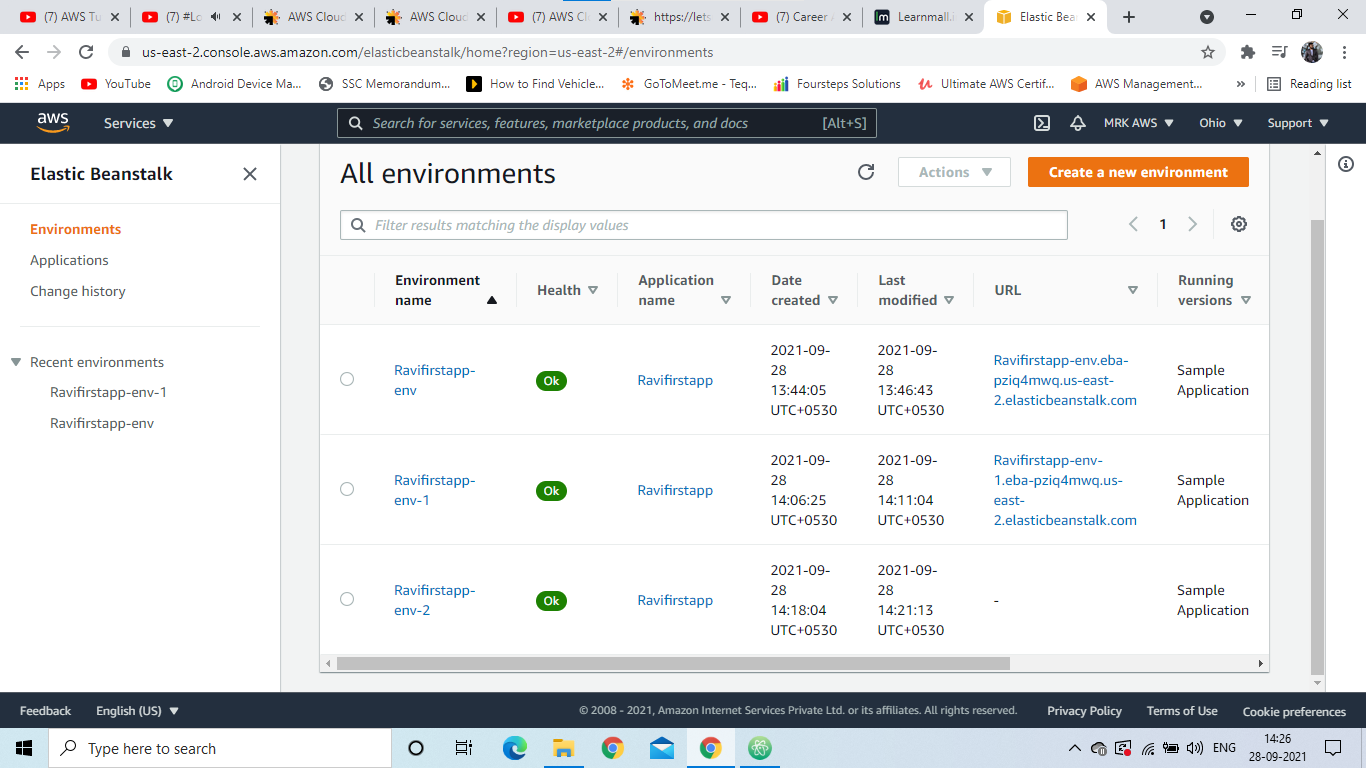 (7) AWS Tu
(7) #Lo
AWS Cloud
AWS Cloud
(7) AWS Cl
https://lets
(7) Career
Learnmall.i
Elastic Bea
us-east-2.console.aws.amazon.com/elasticbeanstalk/home?region=us-east-2#/environments
Apps
YouTube
Android Device Ma...
SSC Memorandum...
How to Find Vehicle...
GoToMeet.me - Teq...
Foursteps Solutions
Ultimate AWS Certif...
AWS Management...
»
Reading list
aws
Services
Search for services, features, marketplace products, and docs
[Alt+S]
MRK AWS
Ohio
Support
Elastic Beanstalk
Environments
Applications
Change history
Recent environments
Ravifirstapp-env-1
Ravifirstapp-env
All environments
Actions
Create a new environment
Filter results matching the display values
1
Environment
name
Health
Application
name
Date
created
Last
modified
URL
Running
versions
Ravifirstapp-
env
Ok
Ravifirstapp
2021-09-
28
13:44:05
UTC+0530
2021-09-
28
13:46:43
UTC+0530
Ravifirstapp-env.eba-
pziq4mwq.us-east-
2.elasticbeanstalk.com
Sample
Application
Ravifirstapp-
env-1
Ok
Ravifirstapp
2021-09-
28
14:06:25
UTC+0530
2021-09-
28
14:11:04
UTC+0530
Ravifirstapp-env-
1.eba-pziq4mwq.us-
east-
2.elasticbeanstalk.com
Sample
Application
Ravifirstapp-
env-2
Ok
Ravifirstapp
2021-09-
28
14:18:04
UTC+0530
2021-09-
28
14:21:13
UTC+0530
-
Sample
Application
Feedback
English (US)
© 2008 - 2021, Amazon Internet Services Private Ltd. or its affiliates. All rights reserved.
Privacy Policy
Terms of Use
Cookie preferences
Type here to search
ENG
14:26
28-09-2021